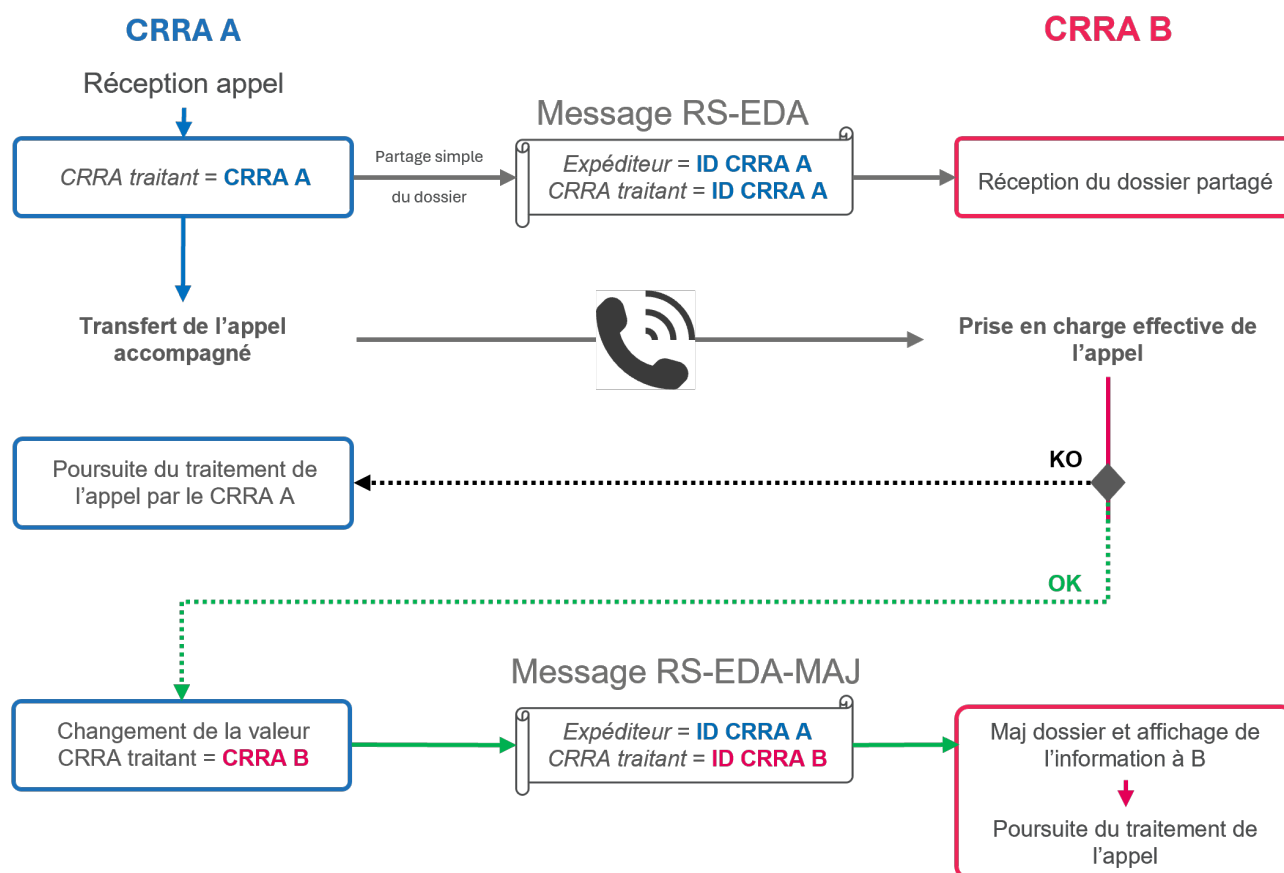 CRRA A
CRRA B
Réception appel
Message RS-EDA
CRRA traitant = CRRA A
Partage simple
du dossier
Expéditeur = ID CRRA A
CRRA traitant = ID CRRA A
Réception du dossier partagé
Transfert de l'appel
accompagné
Prise en charge effective de
l'appel
KO
Poursuite du traitement de
l'appel par le CRRA A
OK
Message RS-EDA-MAJ
Changement de la valeur
CRRA traitant = CRRA B
Expéditeur = ID CRRA A
CRRA traitant = ID CRRA B
Maj dossier et affichage de
l'information à B
Poursuite du traitement de
l'appel